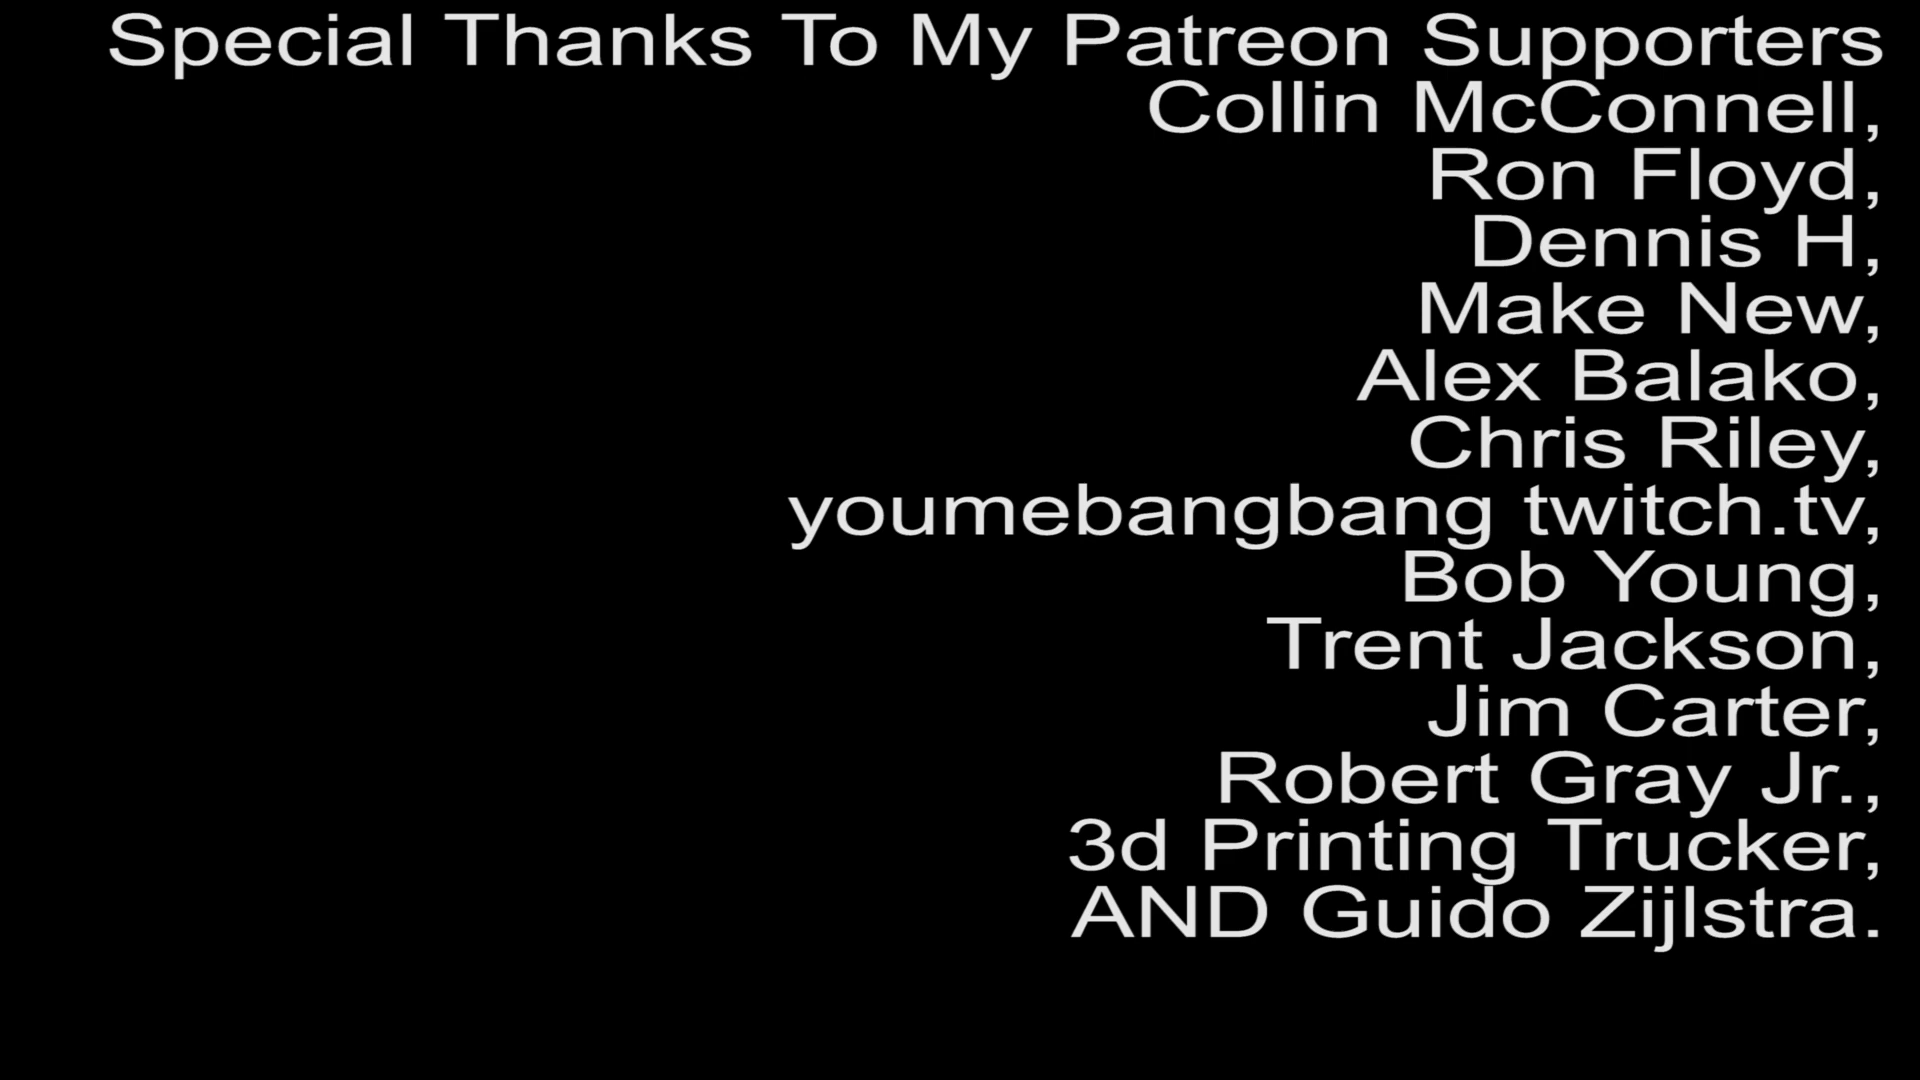 Special Thanks To My Patreon Supporters
Collin McConnell,
Ron Floyd,
Dennis H,
Make New,
Alex Balako,
Chris Riley,
youmebangbang twitch.tv,
Bob Young,
Trent Jackson,
Jim Carter,
Robert Gray Jr.,
3d Printing Trucker,
AND Guido Zijlstra.